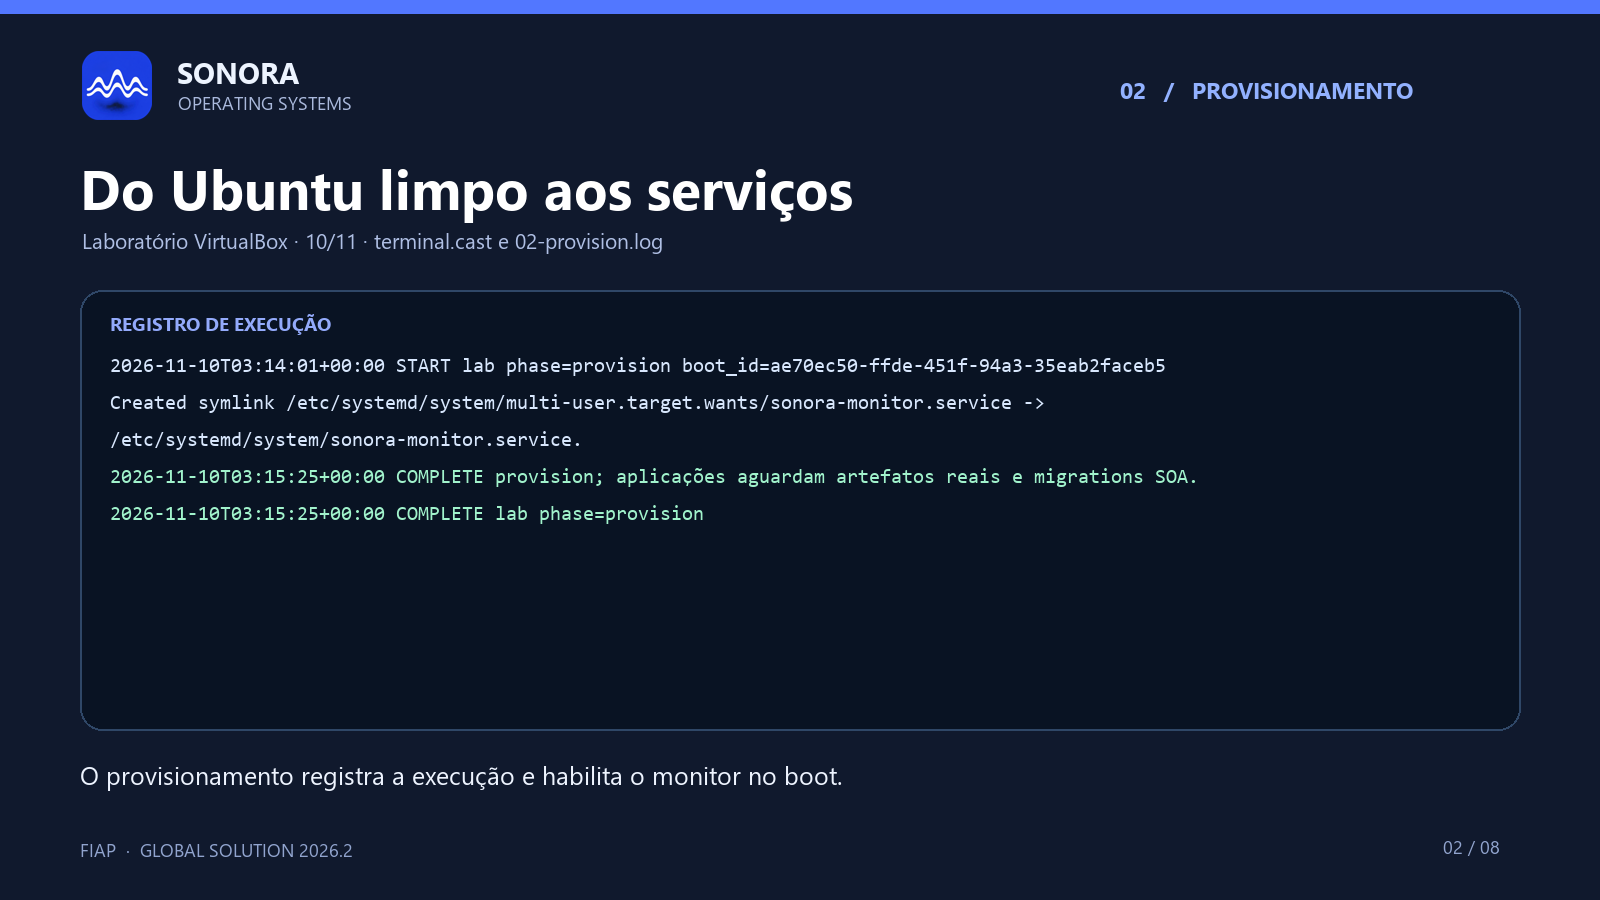 SONORA
OPERATING SYSTEMS
02 / PROVISIONAMENTO
Do Ubuntu limpo aos serviços
Laboratório VirtualBox · 10/11 · terminal.cast e 02-provision.log
REGISTRO DE EXECUÇÃO
2026-11-10T03:14:01+00:00 START lab phase=provision boot_id=ae70ec50-ffde-451f-94a3-35eab2faceb5
Created symlink /etc/systemd/system/multi-user.target.wants/sonora-monitor.service ->
/etc/systemd/system/sonora-monitor.service.
2026-11-10T03:15:25+00:00 COMPLETE provision; aplicações aguardam artefatos reais e migrations SOA.
2026-11-10T03:15:25+00:00 COMPLETE lab phase=provision
O provisionamento registra a execução e habilita o monitor no boot.
FIAP · GLOBAL SOLUTION 2026.2
02 / 08